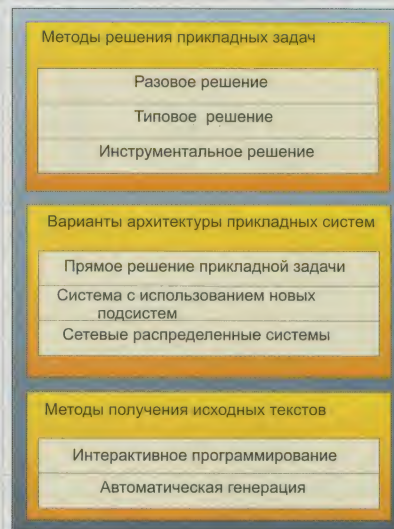 Методы решения прикладных задач
Разовое решение
Типовое решение
Инструментальное решение
Варианты архитектуры прикладных систем
Прямое решение прикладной задачи
Система с использованием новых
подсистем
Сетевые распределенные системы
Методы получения исходных текстов
Интерактивное программирование
Автоматическая генерация